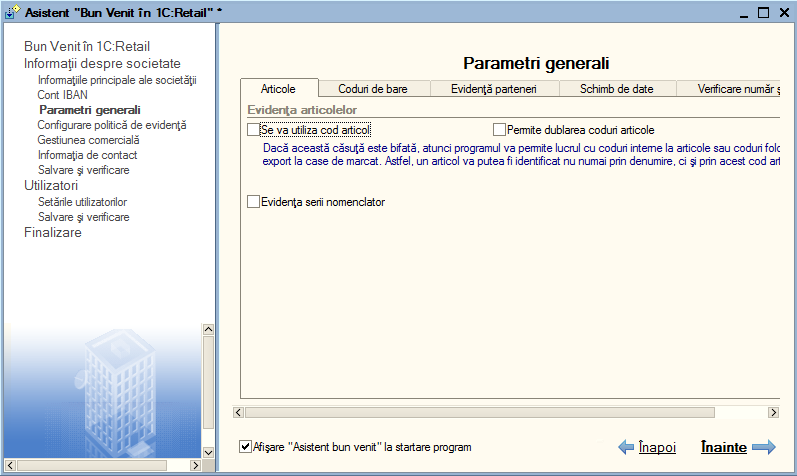 Asistent "Bun Venit în 1C:Retail" *
Bun Venit în 1C:Retail
Informaţii despre societate
Informaţiile principale ale societăţii
Cont IBAN
Parametri generali
Configurare politică de evidenţă
Gestiunea comercială
Informaţia de contact
Salvare şi verificare
Utilizatori
Setările utilizatorilor
Salvare şi verificare
Finalizare
Parametri generali
Articole
Coduri de bare
Evidenţă parteneri
Schimb de date
Verificare număr ş
Evidenţa articolelor
Se va utiliza cod articol
Permite dublarea coduri articole
Dacă această căsuţă este bifată, atunci programul va permite lucrul cu coduri interne la articole sau coduri folo
export la case de marcat. Astfel, un articol va putea fi identificat nu numai prin denumire, ci şi prin acest cod art
Evidenţa serii nomenclator
Afişare "Asistent bun venit" la startare program
Înapoi
Înainte